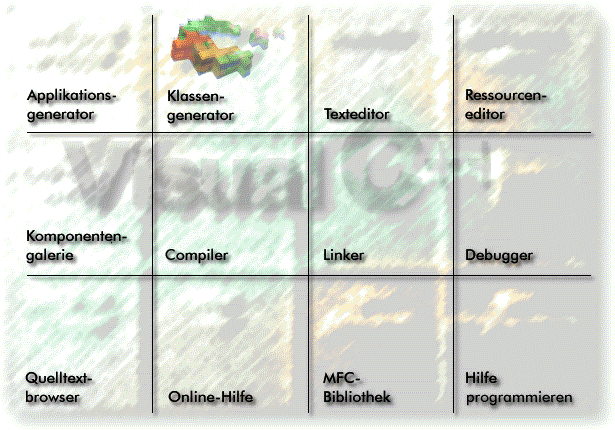 Applikations-
generator
Klassen-
generator
Texteditor
Ressourcen-
editor
Visual C++
Komponenten-
galerie
Compiler
Linker
Debugger
Quelltext-
browser
Online-Hilfe
MFC-
Bibliothek
Hilfe
programmieren